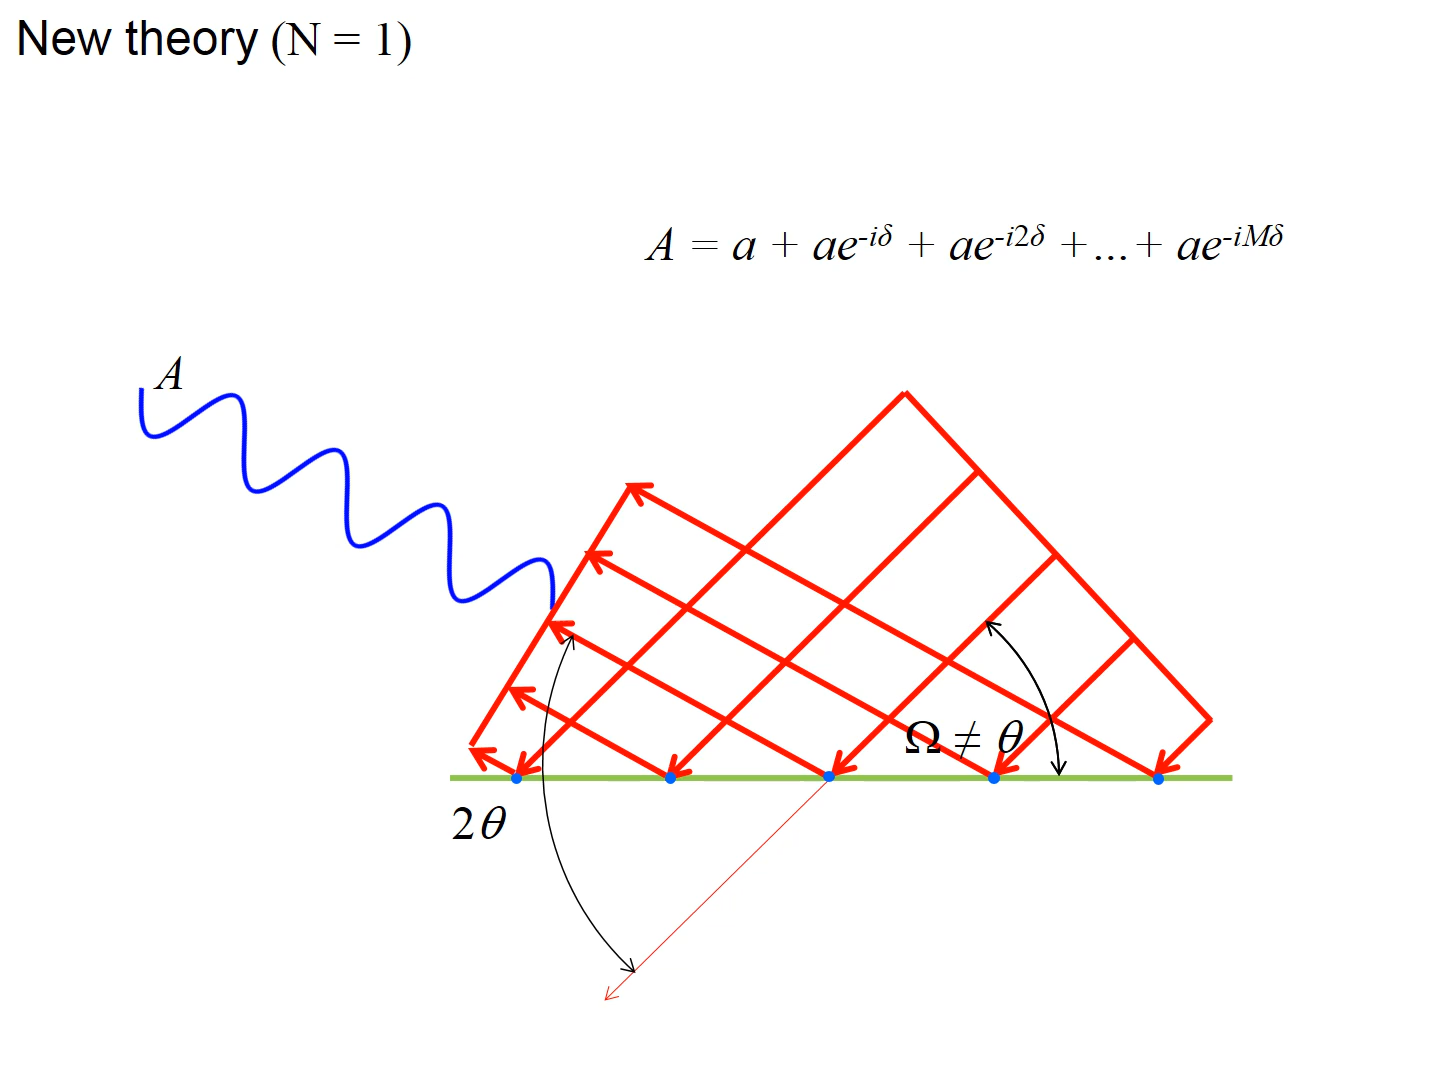 New theory (N = 1)
A = a + ae^-iδ + ae^-i2δ +...+ ae^-iMδ
A
Ω ≠ θ
2θ